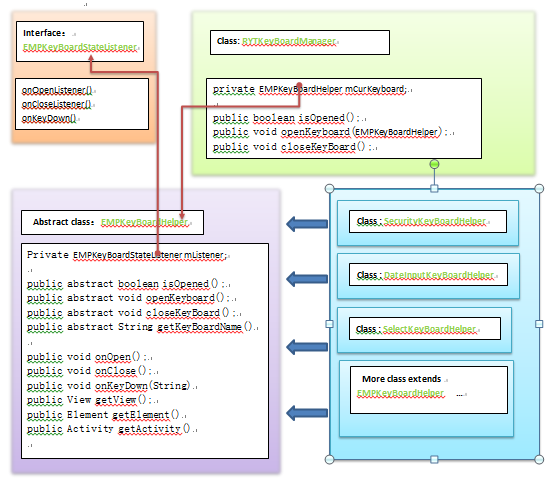 Interface：
EMPKeyBoardStateListener
onOpenListener()
onCloseListener()
onKeyDown()
Class: RYTKeyBoardManager
private EMPKeyBoardHelper mCurKeyboard;
public boolean isOpened();
public void openKeyboard(EMPKeyBoardHelper);
public void closeKeyBoard();
Abstract class： EMPKeyBoardHelper
Private EMPKeyBoardStateListener mListener;
public abstract boolean isOpened();
public abstract void openKeyboard();
public abstract void closeKeyBoard();
public abstract String getKeyBoardName()
public void onOpen();
public void onClose();
public void onKeyDown(String)
public View getView();
public Element getElement()
public Activity getActivity()
Class : SecurityKeyBoardHelper
Class : DateInputKeyBoardHelper
Class : SelectKeyBoardHelper
More class extends
EMPKeyBoardHelper ...